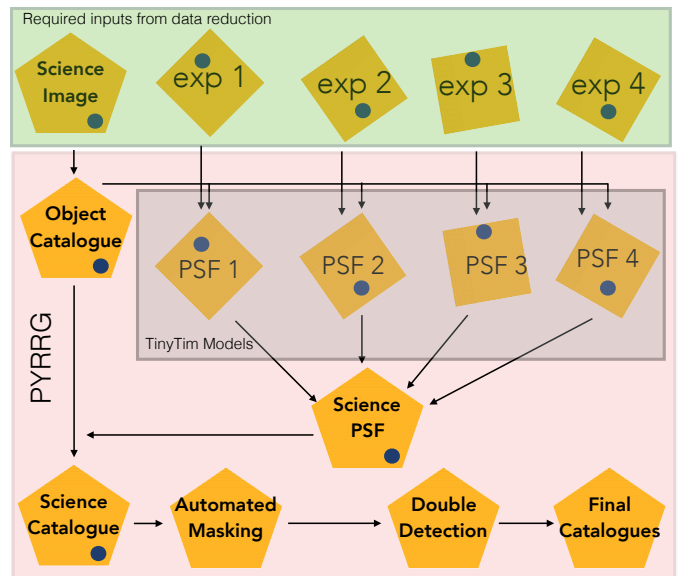 Required inputs from data reduction
Science
Image
exp 1
exp 2
exp 3
exp 4
Object
Catalogue
PSF 1
PSF 2
PSF 3
PSF 4
TinyTim Models
PYRRG
Science
PSF
Science
Catalogue
Automated
Masking
Double
Detection
Final
Catalogues